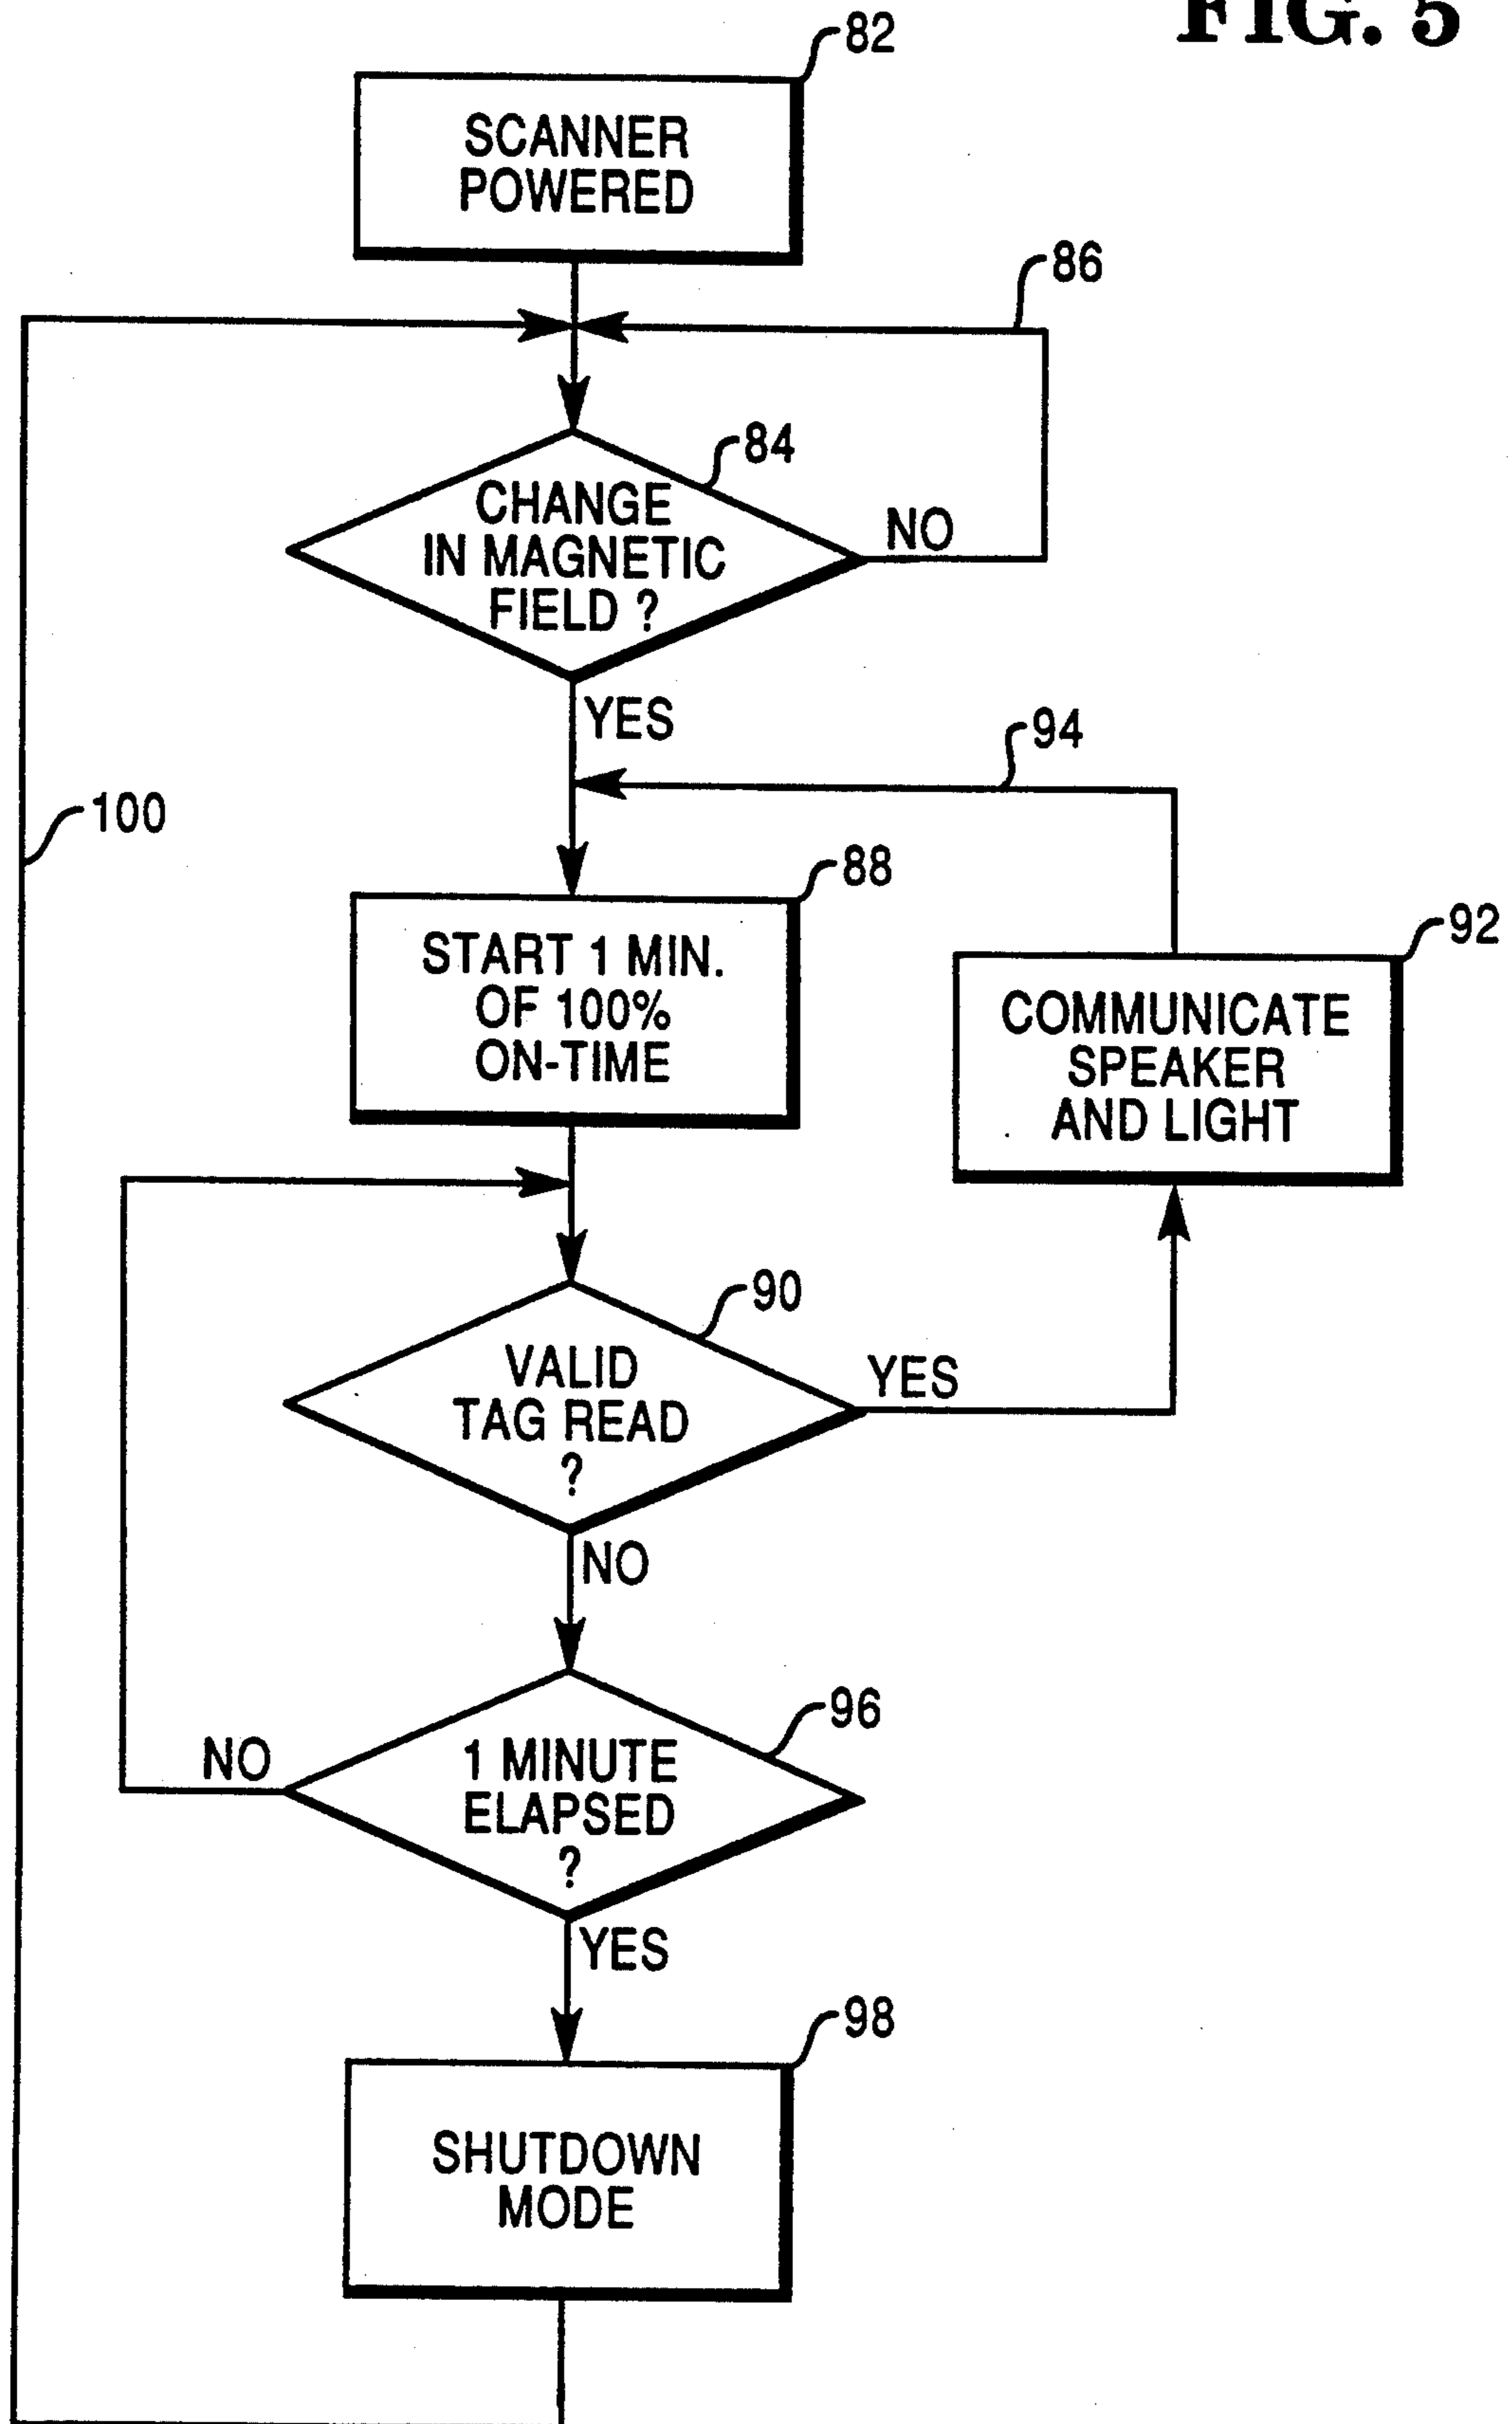 FIG. 5
82
SCANNER
POWERED
86
84
CHANGE
IN MAGNETIC
FIELD ?
NO
YES
94
100
88
START 1 MIN.
OF 100%
ON-TIME
92
COMMUNICATE
SPEAKER
AND LIGHT
90
VALID
TAG READ
?
YES
NO
96
1 MINUTE
ELAPSED
?
NO
YES
98
SHUTDOWN
MODE